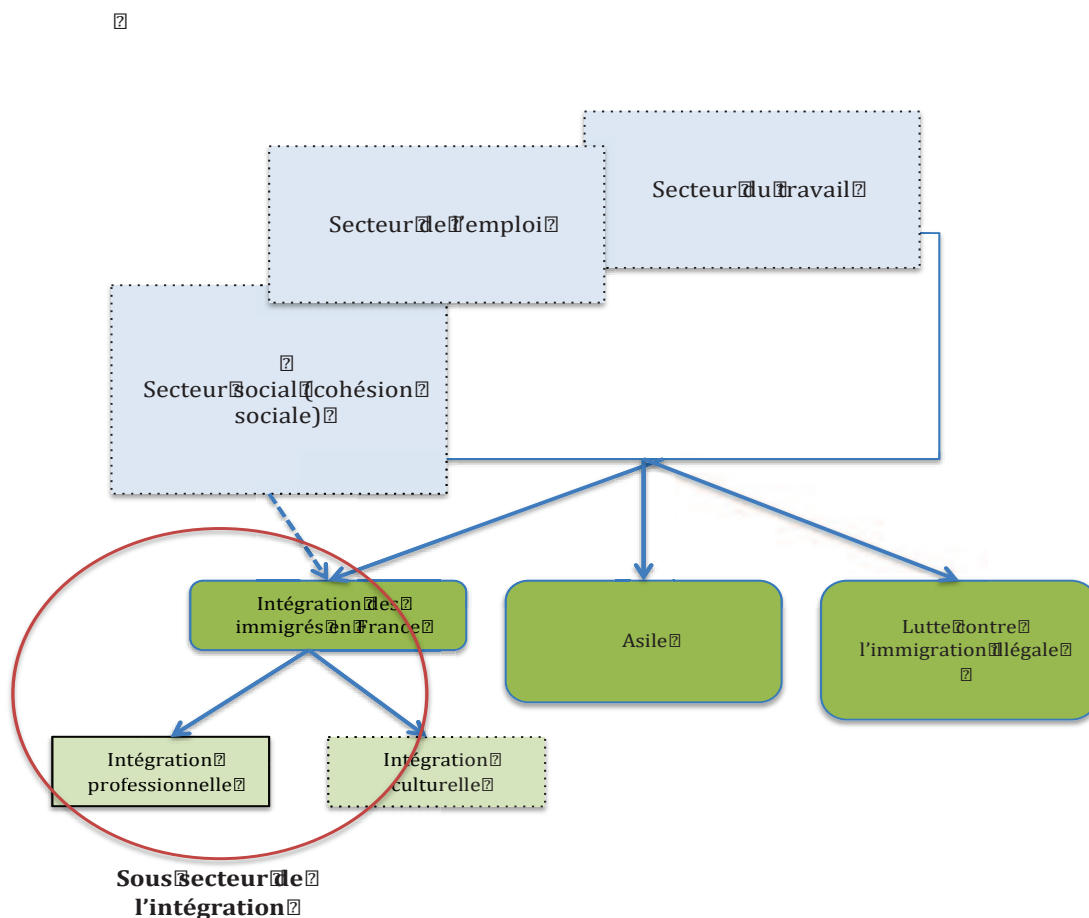 Secteur du travail
Secteur de l'emploi
Secteur social (cohésion
sociale)
Intégration des
immigrés en France
Asile
Lutte contre
l'immigration illégale
Intégration
professionnelle
Intégration
culturelle
Sous secteur de
l'intégration